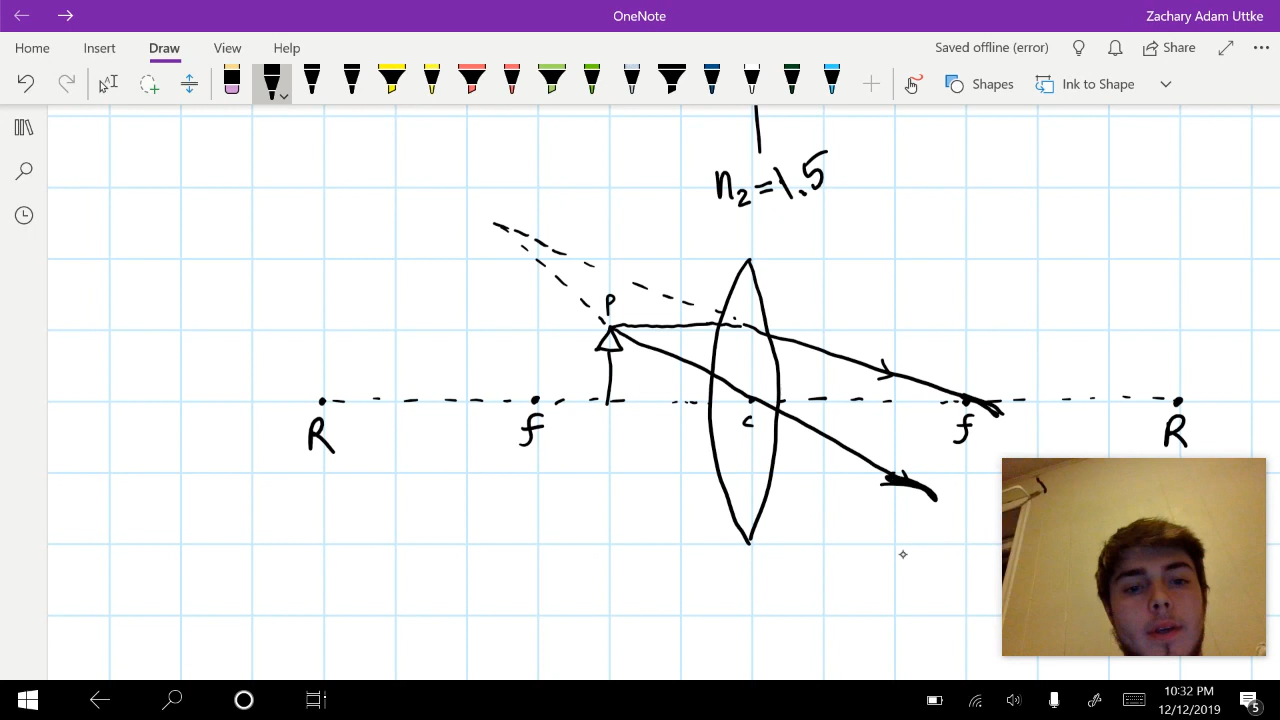 OneNote
Zachary Adam Uttke
Home Insert Draw View Help
Saved offline (error)
Share
Shapes
Ink to Shape
n₂=1.5
P
R f c f R
10:32 PM
12/12/2019
5